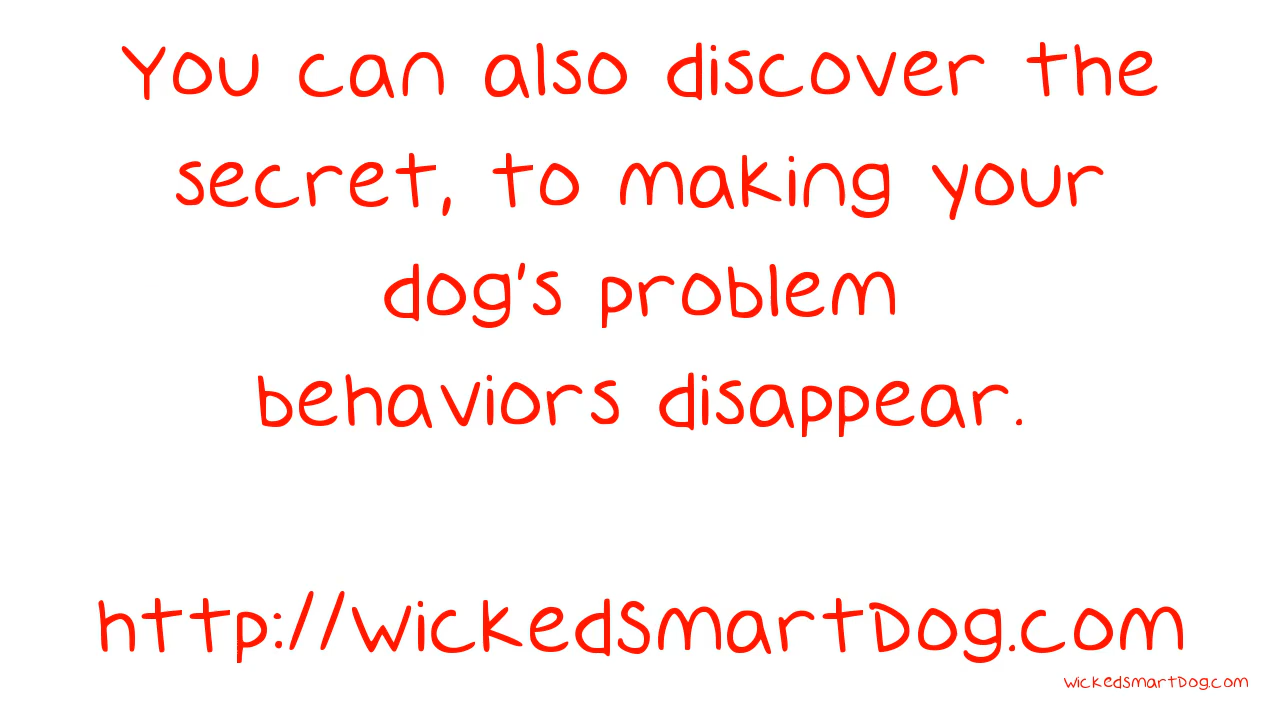 You can also discover the
secret, to making your
dog's problem
behaviors disappear.
http://WickedSmartDog.com
WickedSmartDog.com